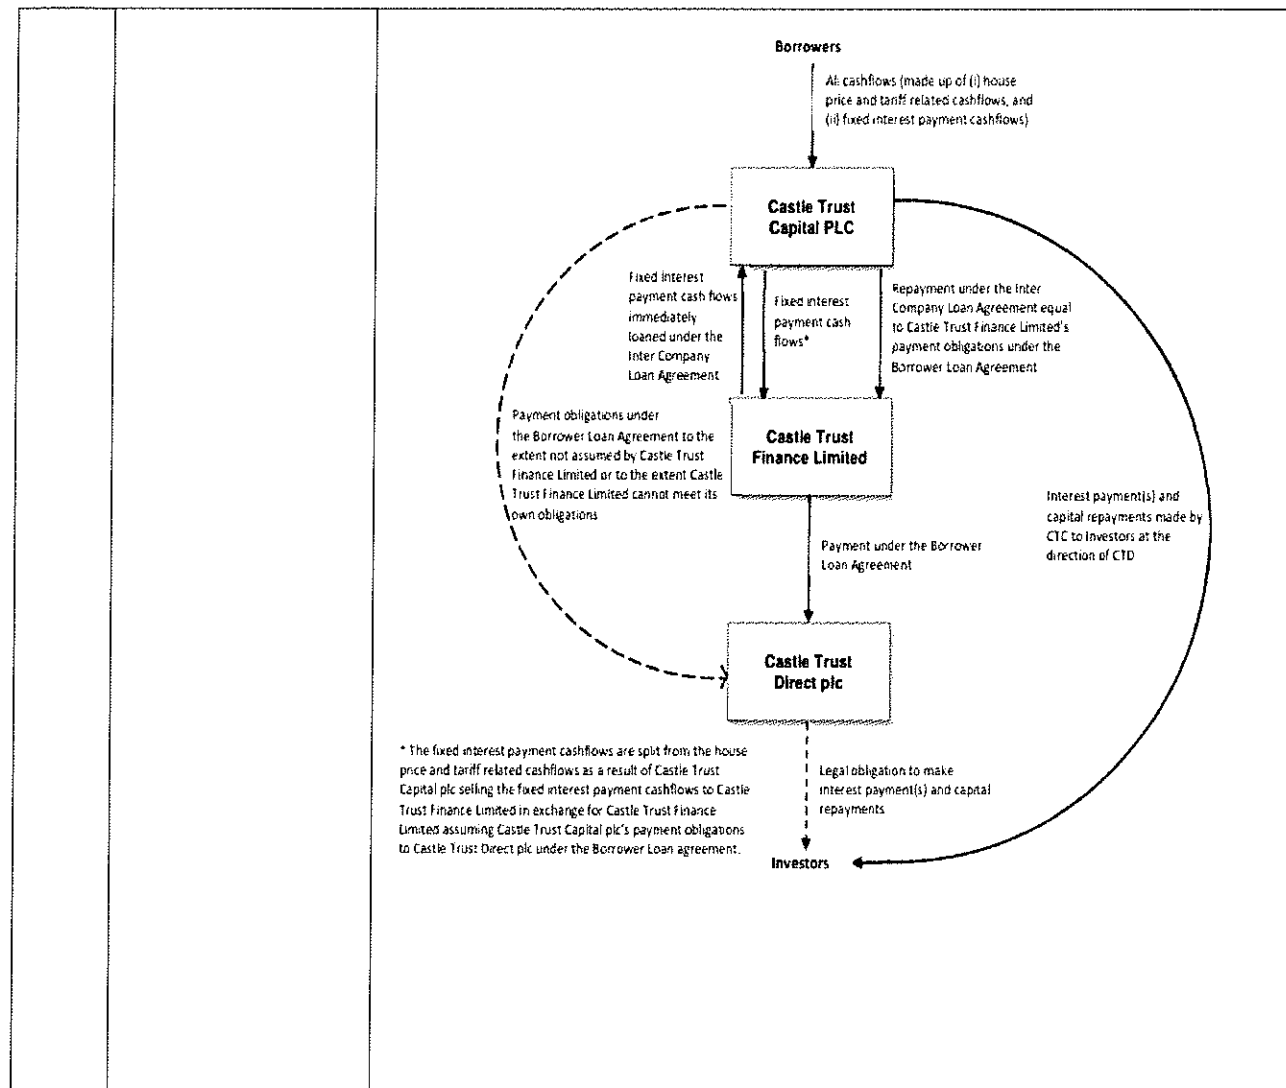 Borrowers
All cashflows (made up of (i) house
price and tariff related cashflows, and
(ii) fixed interest payment cashflows)
Castle Trust
Capital PLC
Fixed interest
payment cash flows
immediately
loaned under the
Inter Company
Loan Agreement
Fixed interest
payment cash
flows*
Repayment under the Inter
Company Loan Agreement equal
to Castle Trust Finance Limited's
payment obligations under the
Borrower Loan Agreement
Payment obligations under
the Borrower Loan Agreement to the
extent not assumed by Castle Trust
Finance Limited or to the extent Castle
Trust Finance Limited cannot meet its
own obligations
Castle Trust
Finance Limited
Interest payment(s) and
capital repayments made by
CTC to Investors at the
direction of CTD
Payment under the Borrower
Loan Agreement
Castle Trust
Direct plc
* The fixed interest payment cashflows are split from the house
price and tariff related cashflows as a result of Castle Trust
Capital plc selling the fixed interest payment cashflows to Castle
Trust Finance Limited in exchange for Castle Trust Finance
Limited assuming Castle Trust Capital plc's payment obligations
to Castle Trust Direct plc under the Borrower Loan agreement.
Legal obligation to make
interest payment(s) and capital
repayments
Investors